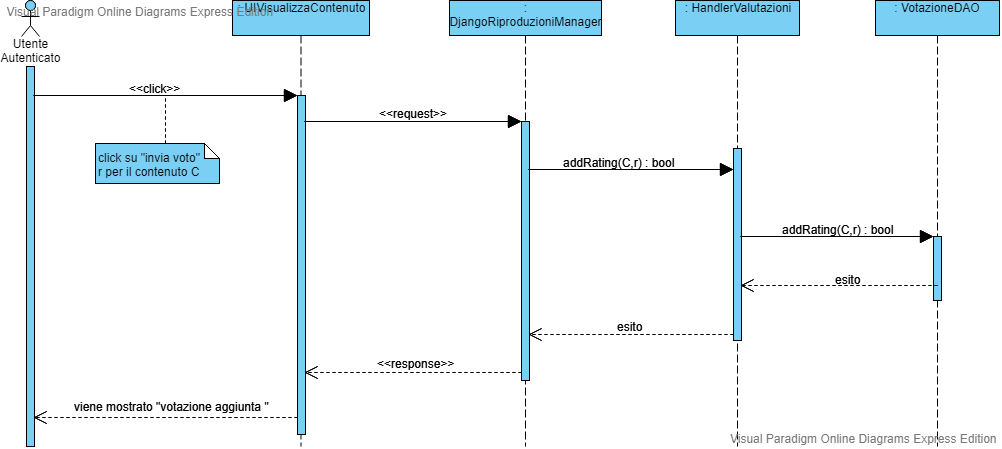 Visual Paradigm Online Diagrams Express Edition
: UIVisualizzaContenuto
:
DjangoRiproduzioniManager
: HandlerValutazioni
: VotazioneDAO
Utente
Autenticato
<<click>>
<<request>>
click su "invia voto"
r per il contenuto C
addRating(C,r) : bool
addRating(C,r) : bool
esito
esito
<<response>>
viene mostrato "votazione aggiunta "
Visual Paradigm Online Diagrams Express Edition